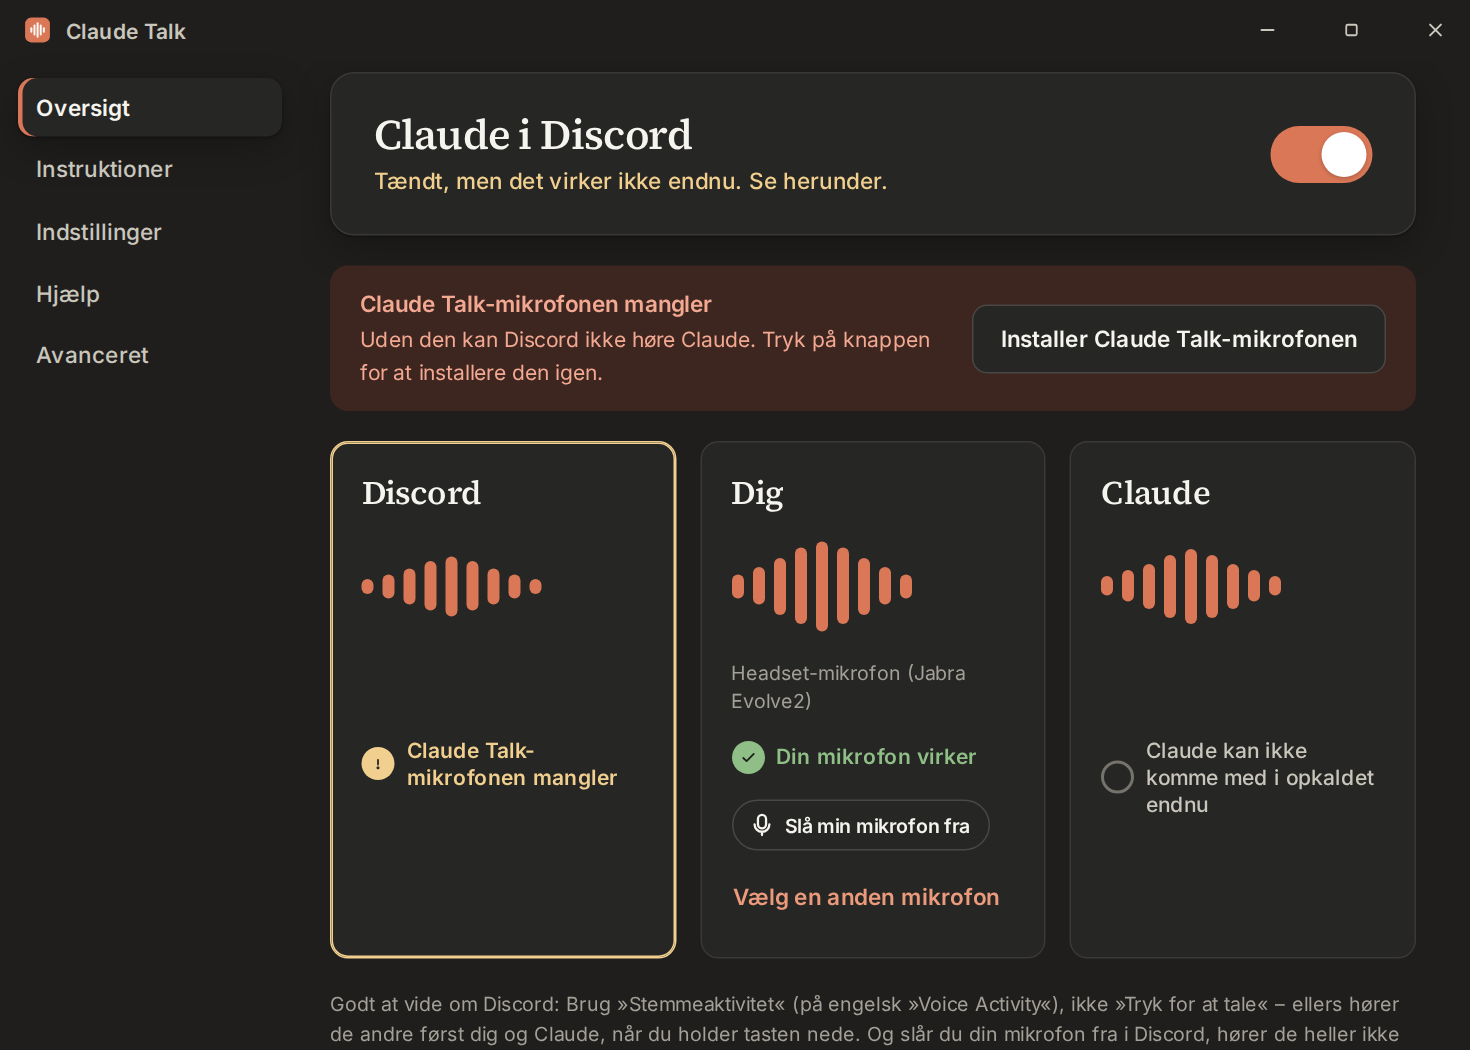 Claude Talk
Oversigt
Instruktioner
Indstillinger
Hjælp
Avanceret
Claude i Discord
Tændt, men det virker ikke endnu. Se herunder.
Claude Talk-mikrofonen mangler
Uden den kan Discord ikke høre Claude. Tryk på knappen
for at installere den igen.
Installer Claude Talk-mikrofonen
Discord
Claude Talk-
mikrofonen mangler
Dig
Headset-mikrofon (Jabra
Evolve2)
Din mikrofon virker
Slå min mikrofon fra
Vælg en anden mikrofon
Claude
Claude kan ikke
komme med i opkaldet
endnu
Godt at vide om Discord: Brug »Stemmeaktivitet« (på engelsk »Voice Activity«), ikke »Tryk for at tale« – ellers hører
de andre først dig og Claude, når du holder tasten nede. Og slår du din mikrofon fra i Discord, hører de heller ikke